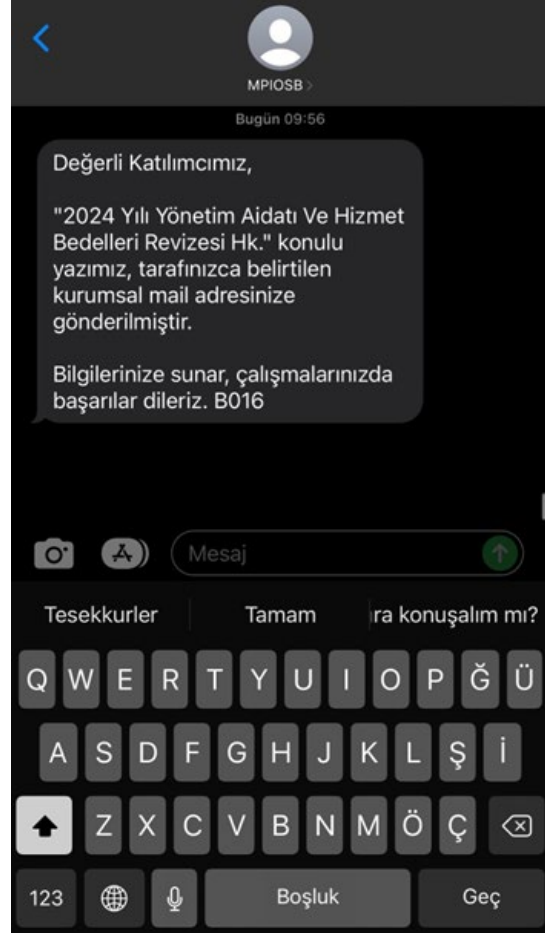 MPIOSB
Bugün 09:56
Değerli Katılımcımız,
"2024 Yılı Yönetim Aidatı Ve Hizmet
Bedelleri Revizesi Hk." konulu
yazımız, tarafınızca belirtilen
kurumsal mail adresinize
gönderilmiştir.
Bilgilerinize sunar, çalışmalarınızda
başarılar dileriz. B016
Mesaj
Tesekkurler Tamam ra konuşalım mı?
Q W E R T Y U I O P Ğ Ü
A S D F G H J K L Ş İ
Z X C V B N M Ö Ç
123 Boşluk Geç